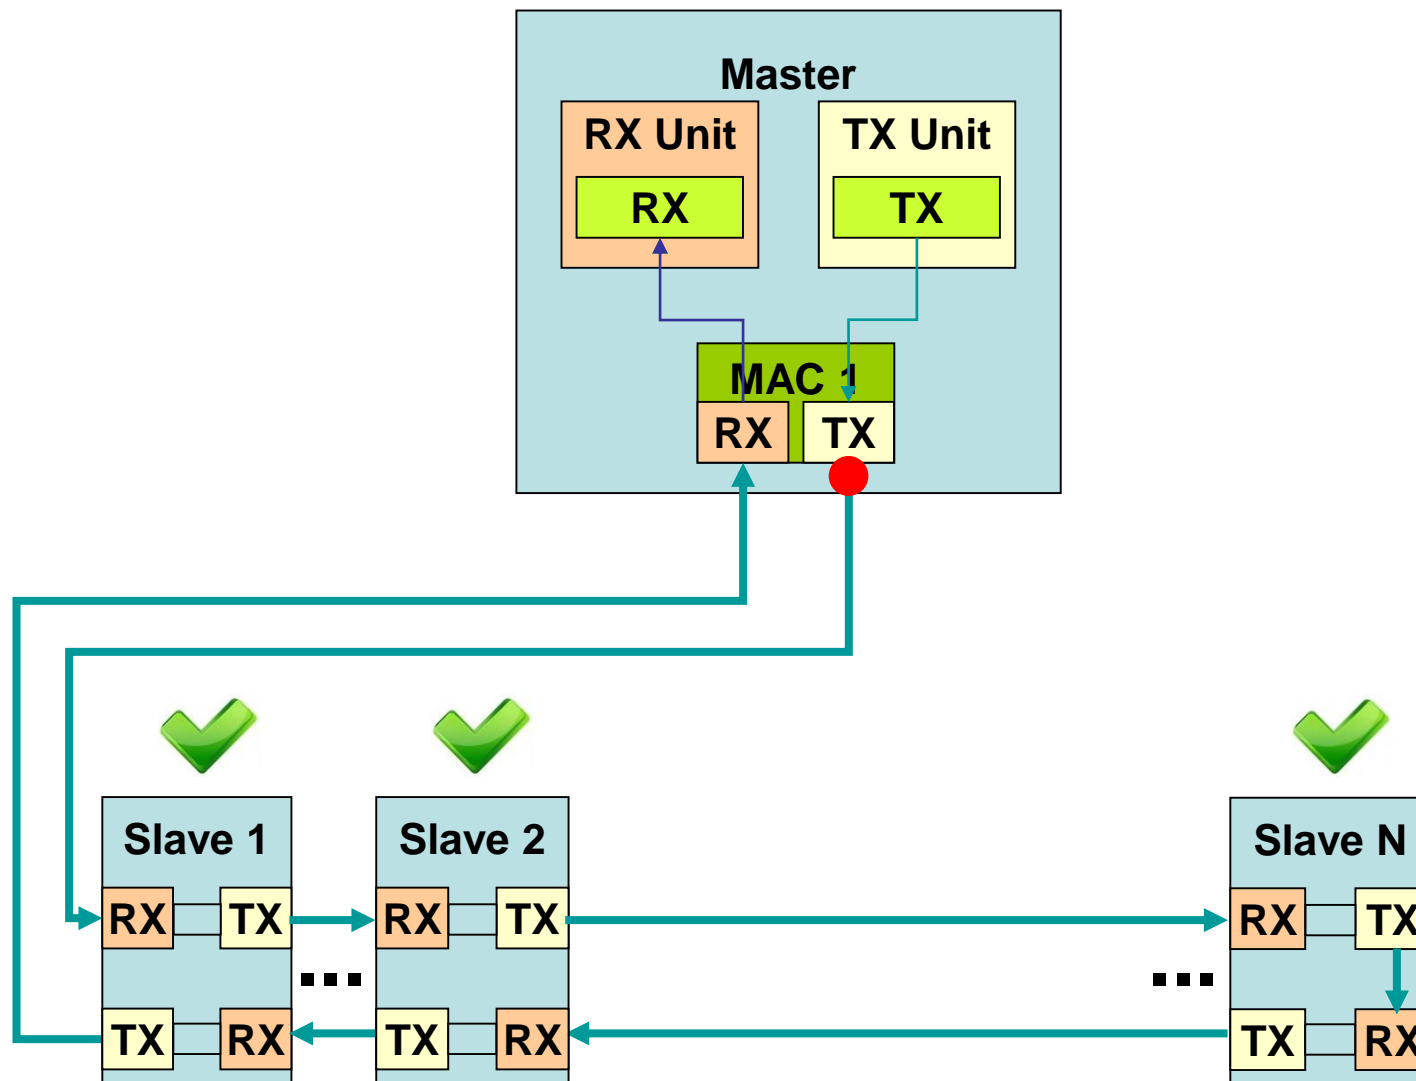 Master
RX Unit TX Unit
RX TX
MAC 1
RX TX
Slave 1 Slave 2 Slave N
RX TX RX TX RX TX
... ...
TX RX TX RX TX RX